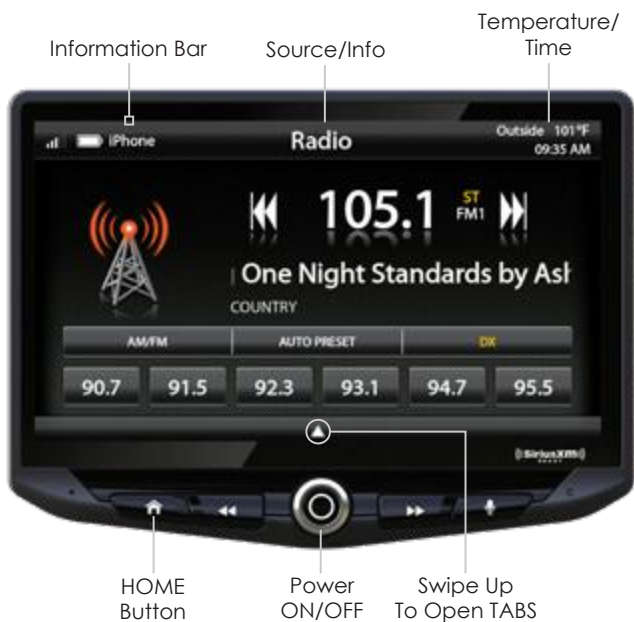 Temperature/
Information Bar Source/Info Time
iPhone Radio Outside 101°F
09:35 AM
105.1 ST
FM1
One Night Standards by Ash
COUNTRY
AM/FM AUTO PRESET DX
90.7 91.5 92.3 93.1 94.7 95.5
((SiriusXM))
READY
HOME Power Swipe Up
Button ON/OFF To Open TABS